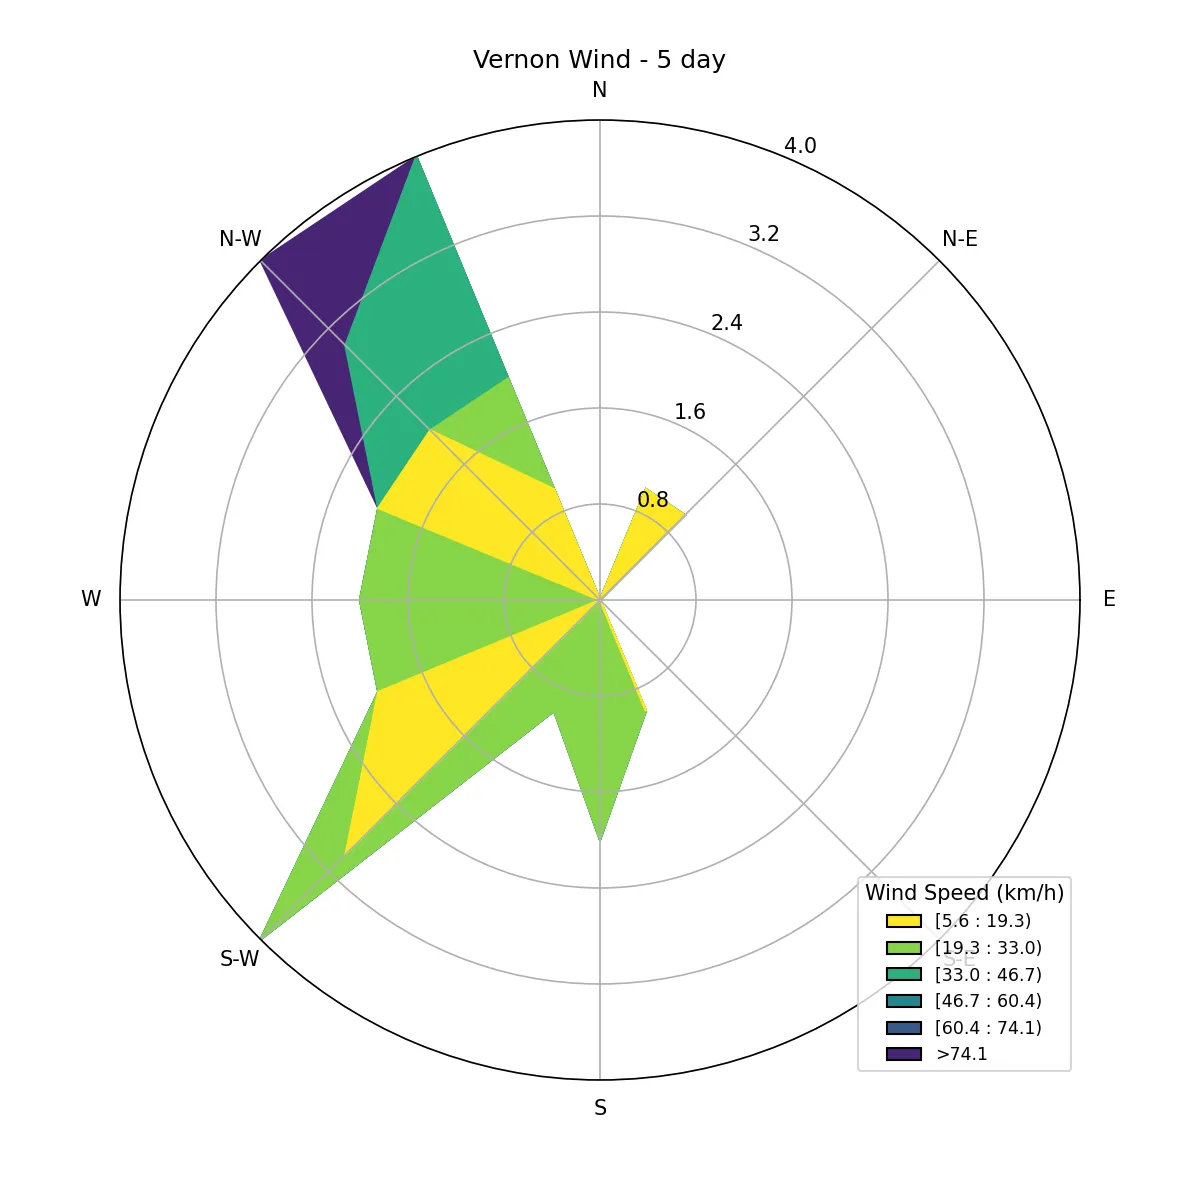 Vernon Wind - 5 day
N
4.0
N-W
N-E
3.2
2.4
1.6
0.8
W
E
Wind Speed (km/h)
[5.6 : 19.3)
[19.3 : 33.0)
S-W
S-E
[33.0 : 46.7)
[46.7 : 60.4)
[60.4 : 74.1)
>74.1
S